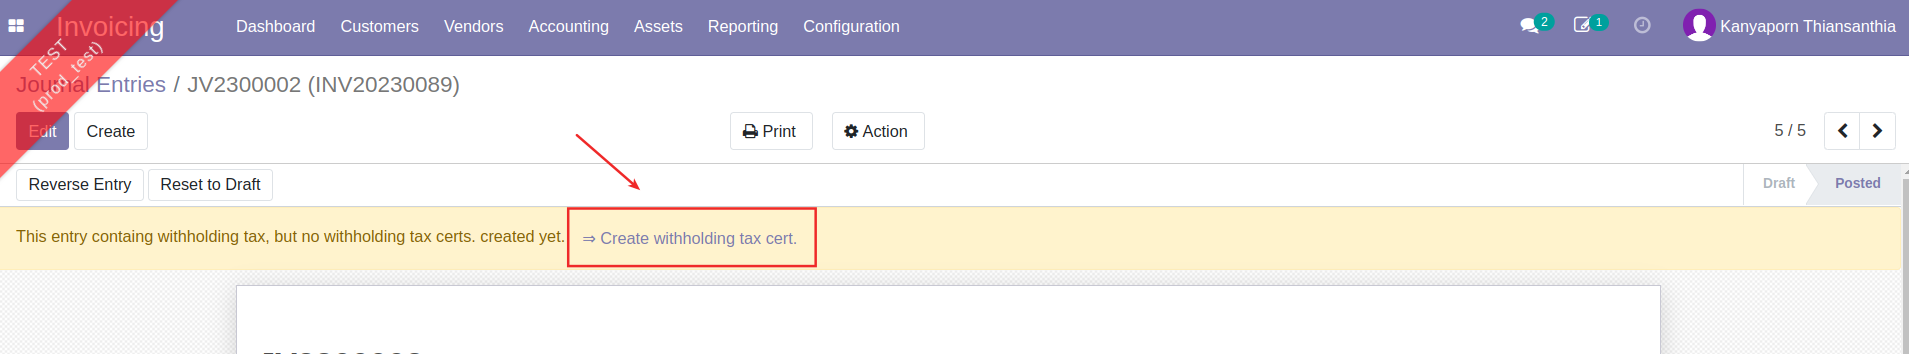 Invoicing
Dashboard Customers Vendors Accounting Assets Reporting Configuration
2
1
Kanyaporn Thiansanthia
TEST
(prod_test)
Journal Entries / JV2300002 (INV20230089)
Edit Create
Print Action
5 / 5
Reverse Entry Reset to Draft
Draft Posted
This entry containg withholding tax, but no withholding tax certs. created yet. ⇒ Create withholding tax cert.